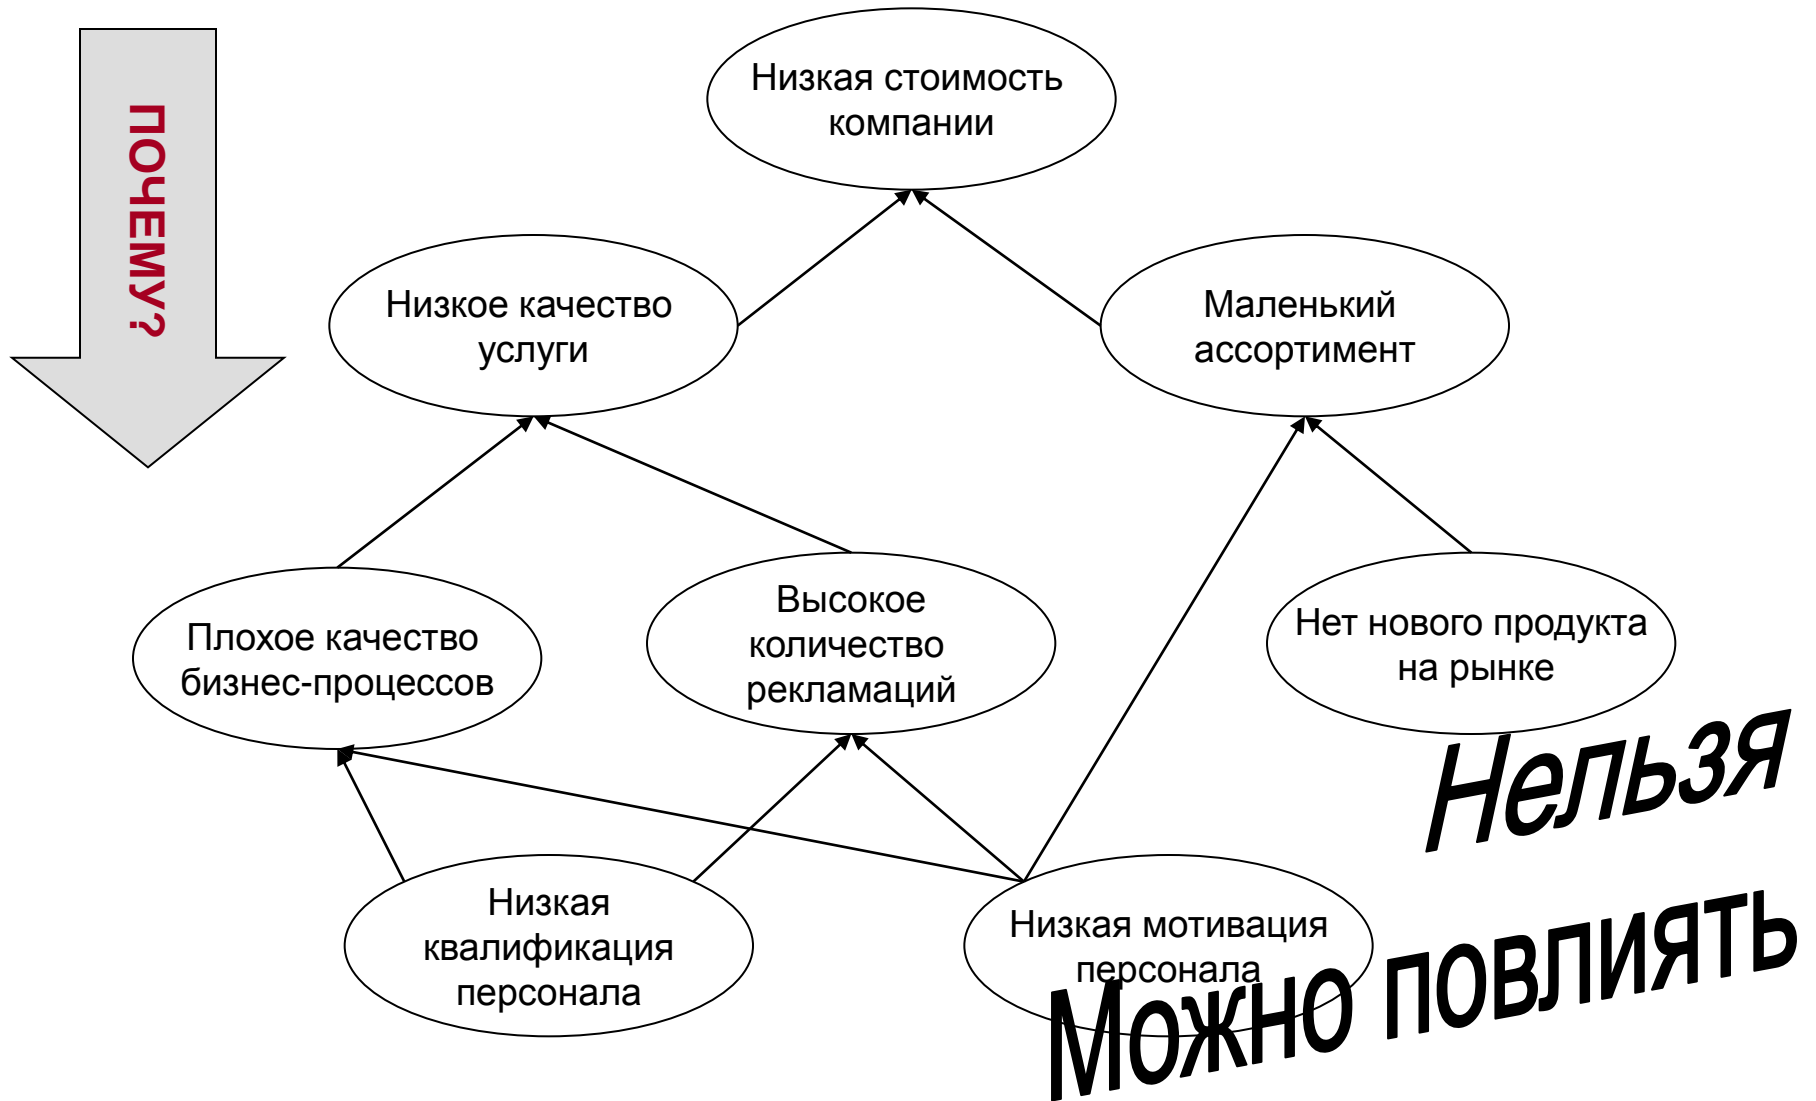 ПОЧЕМУ?
Низкая стоимость
компании
Низкое качество
услуги
Маленький
ассортимент
Плохое качество
бизнес-процессов
Высокое
количество
рекламаций
Нет нового продукта
на рынке
Нельзя
Низкая
квалификация
персонала
Низкая мотивация
персонала
Можно повлиять